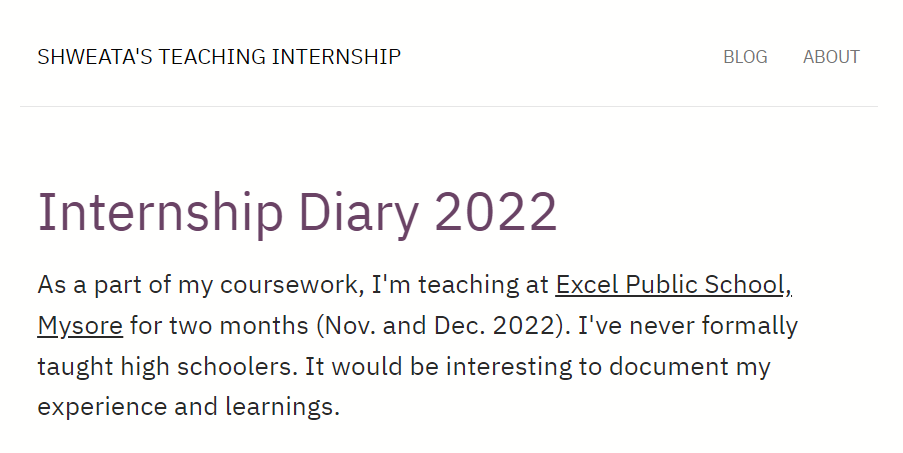 SHWEATA'S TEACHING INTERNSHIP
BLOG
ABOUT
Internship Diary 2022
As a part of my coursework, I'm teaching at Excel Public School,
Mysore for two months (Nov. and Dec. 2022). I've never formally
taught high schoolers. It would be interesting to document my
experience and learnings.